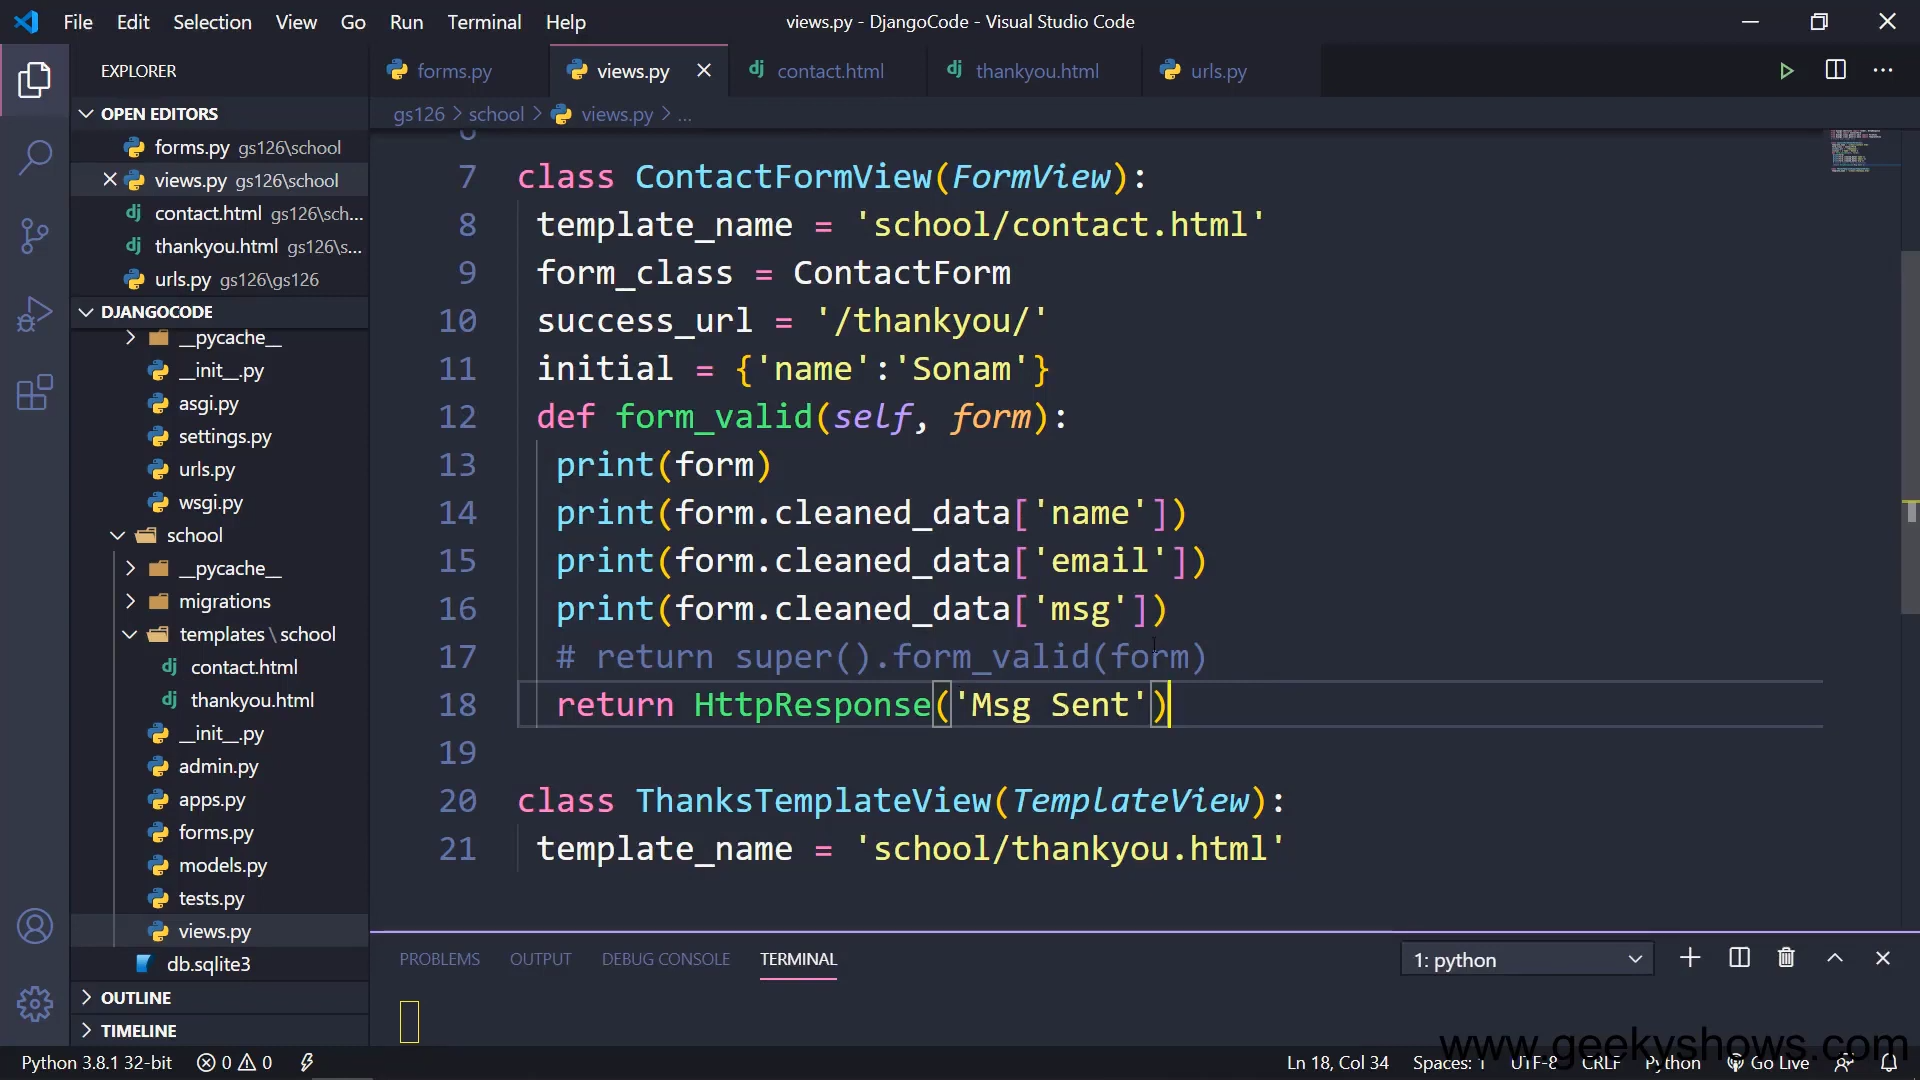 File Edit Selection View Go Run Terminal Help
views.py - DjangoCode - Visual Studio Code
EXPLORER
OPEN EDITORS
forms.py gs126\school
views.py gs126\school
contact.html gs126\sch...
thankyou.html gs126\s...
urls.py gs126\gs126
DJANGOCODE
__pycache__
__init__.py
asgi.py
settings.py
urls.py
wsgi.py
school
__pycache__
migrations
templates \ school
contact.html
thankyou.html
__init__.py
admin.py
apps.py
forms.py
models.py
tests.py
views.py
db.sqlite3
OUTLINE
TIMELINE
forms.py views.py contact.html thankyou.html urls.py
gs126 > school > views.py > ...
6
7 class ContactFormView(FormView):
8 template_name = 'school/contact.html'
9 form_class = ContactForm
10 success_url = '/thankyou/'
11 initial = {'name':'Sonam'}
12 def form_valid(self, form):
13 print(form)
14 print(form.cleaned_data['name'])
15 print(form.cleaned_data['email'])
16 print(form.cleaned_data['msg'])
17 # return super().form_valid(form)
18 return HttpResponse('Msg Sent')
19
20 class ThanksTemplateView(TemplateView):
21 template_name = 'school/thankyou.html'
PROBLEMS OUTPUT DEBUG CONSOLE TERMINAL 1: python
www.geekyshows.com
Python 3.8.1 32-bit 0 0 Ln 18, Col 34 Spaces: 1 UTF-8 CRLF Python Go Live